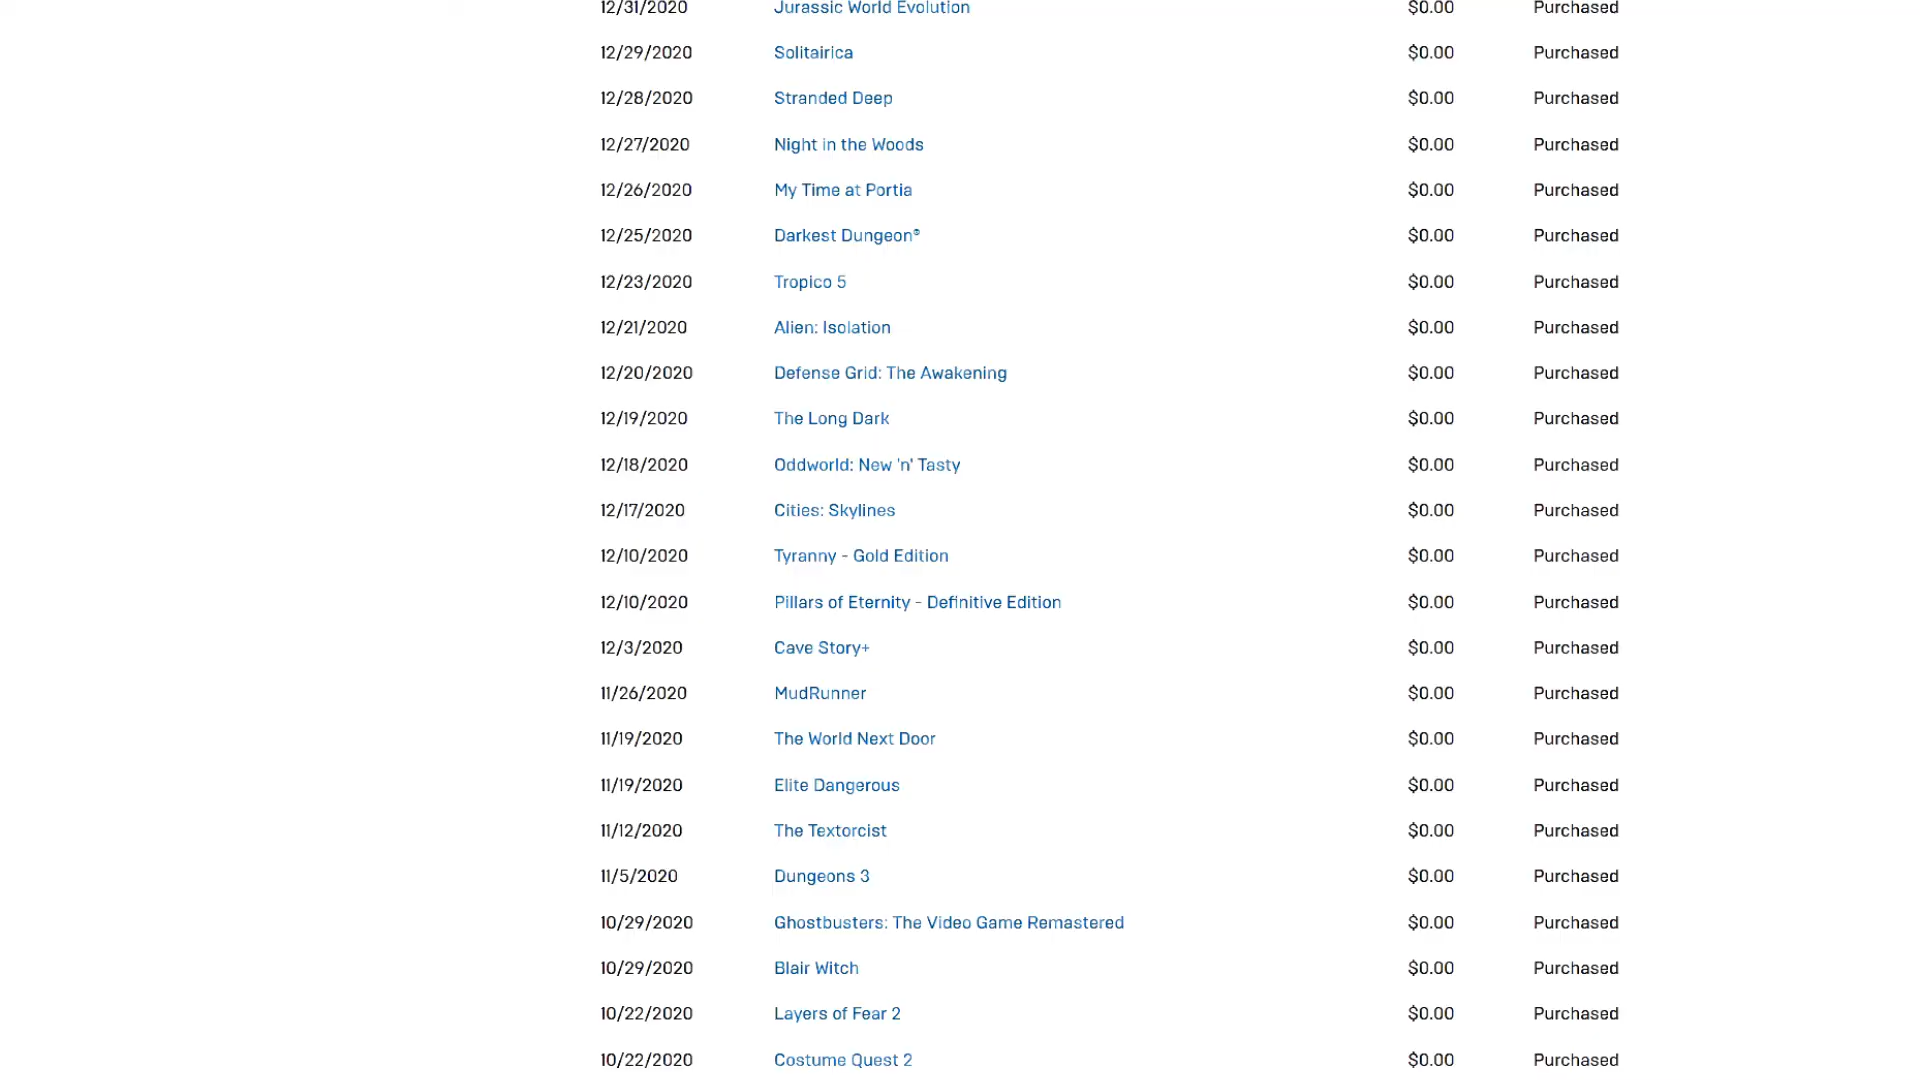 12/31/2020 Jurassic World Evolution $0.00 Purchased
12/29/2020 Solitairica $0.00 Purchased
12/28/2020 Stranded Deep $0.00 Purchased
12/27/2020 Night in the Woods $0.00 Purchased
12/26/2020 My Time at Portia $0.00 Purchased
12/25/2020 Darkest Dungeon® $0.00 Purchased
12/23/2020 Tropico 5 $0.00 Purchased
12/21/2020 Alien: Isolation $0.00 Purchased
12/20/2020 Defense Grid: The Awakening $0.00 Purchased
12/19/2020 The Long Dark $0.00 Purchased
12/18/2020 Oddworld: New 'n' Tasty $0.00 Purchased
12/17/2020 Cities: Skylines $0.00 Purchased
12/10/2020 Tyranny - Gold Edition $0.00 Purchased
12/10/2020 Pillars of Eternity - Definitive Edition $0.00 Purchased
12/3/2020 Cave Story+ $0.00 Purchased
11/26/2020 MudRunner $0.00 Purchased
11/19/2020 The World Next Door $0.00 Purchased
11/19/2020 Elite Dangerous $0.00 Purchased
11/12/2020 The Textorcist $0.00 Purchased
11/5/2020 Dungeons 3 $0.00 Purchased
10/29/2020 Ghostbusters: The Video Game Remastered $0.00 Purchased
10/29/2020 Blair Witch $0.00 Purchased
10/22/2020 Layers of Fear 2 $0.00 Purchased
10/22/2020 Costume Quest 2 $0.00 Purchased